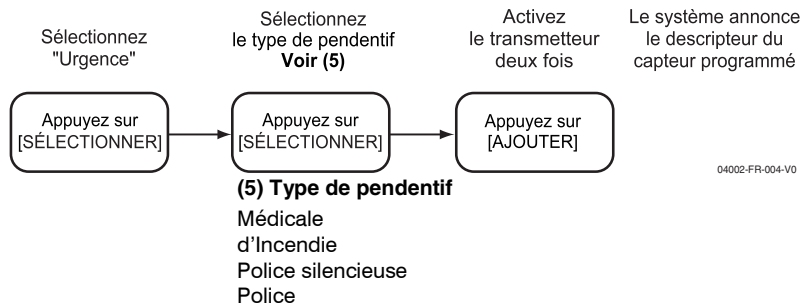 Sélectionnez
"Urgence"
Sélectionnez
le type de pendentif
Voir (5)
Activez
le transmetteur
deux fois
Le système annonce
le descripteur du
capteur programmé
Appuyez sur
[SÉLECTIONNER]
Appuyez sur
[SÉLECTIONNER]
Appuyez sur
[AJOUTER]
04002-FR-004-V0
(5) Type de pendentif
Médicale
d'Incendie
Police silencieuse
Police